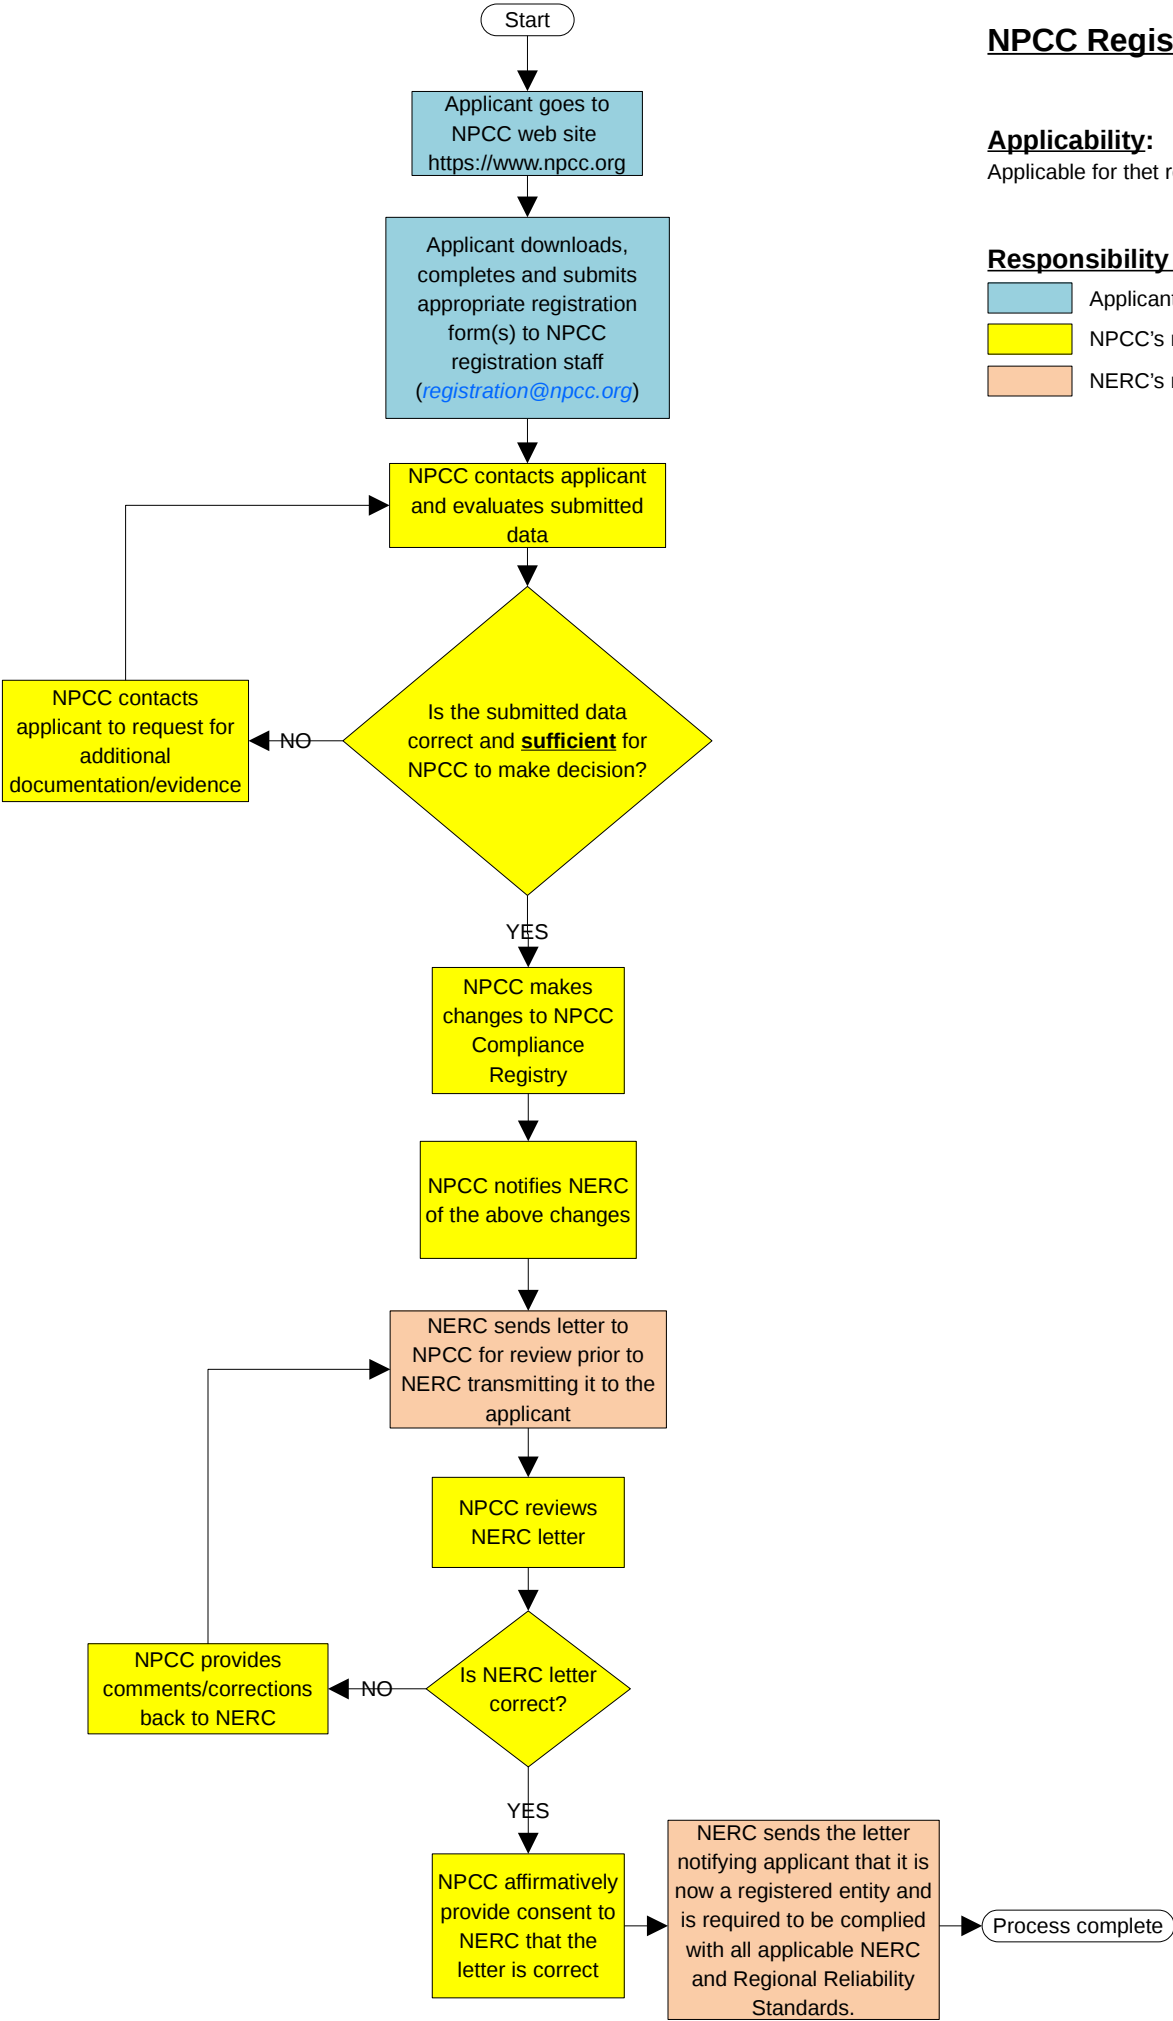 Start
NPCC Regis
Applicant goes to
NPCC web site
https://www.npcc.org
Applicability:
Applicable for thet r
Applicant downloads,
completes and submits
appropriate registration
form(s) to NPCC
registration staff
(registration@npcc.org)
Responsibility
Applicant
NPCC’s
NERC’s
NPCC contacts applicant
and evaluates submitted
data
Is the submitted data
correct and sufficient for
NPCC to make decision?
NO
NPCC contacts
applicant to request for
additional
documentation/evidence
YES
NPCC makes
changes to NPCC
Compliance
Registry
NPCC notifies NERC
of the above changes
NERC sends letter to
NPCC for review prior to
NERC transmitting it to the
applicant
NPCC reviews
NERC letter
Is NERC letter
correct?
NO
NPCC provides
comments/corrections
back to NERC
YES
NPCC affirmatively
provide consent to
NERC that the
letter is correct
NERC sends the letter
notifying applicant that it is
now a registered entity and
is required to be complied
with all applicable NERC
and Regional Reliability
Standards.
Process complete